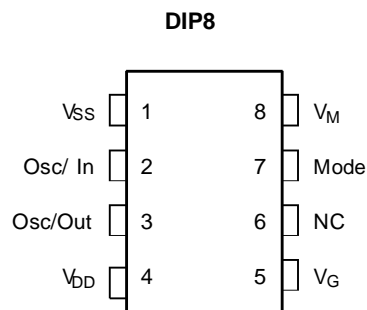 DIP8
VSS 1 8 VM
Osc/ In 2 7 Mode
Osc/Out 3 6 NC
VDD 4 5 VG